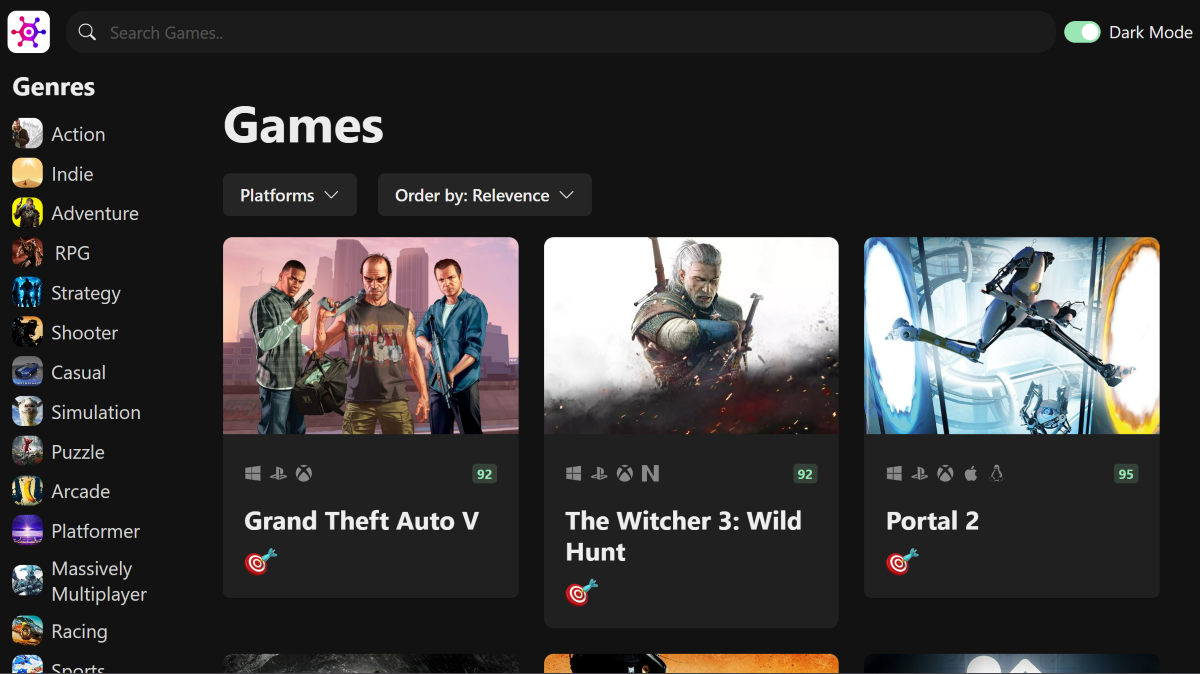 Search Games..
Dark Mode
Genres
Action
Indie
Adventure
RPG
Strategy
Shooter
Casual
Simulation
Puzzle
Arcade
Platformer
Massively
Multiplayer
Racing
Sports
Games
Platforms
Order by: Relevence
92
Grand Theft Auto V
92
The Witcher 3: Wild
Hunt
95
Portal 2